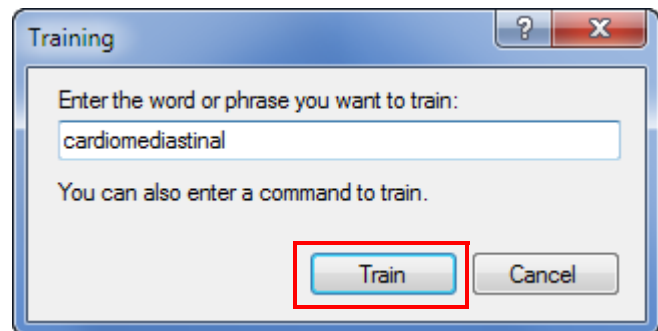 Training
Enter the word or phrase you want to train:
cardiomediastinal
You can also enter a command to train.
Train Cancel